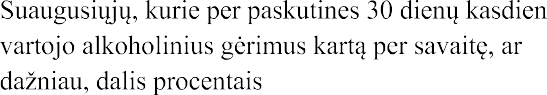 Suaugusiųjų, kurie per paskutines 30 dienų kasdien
vartojo alkoholinius gėrimus kartą per savaitę, ar
dažniau, dalis procentais